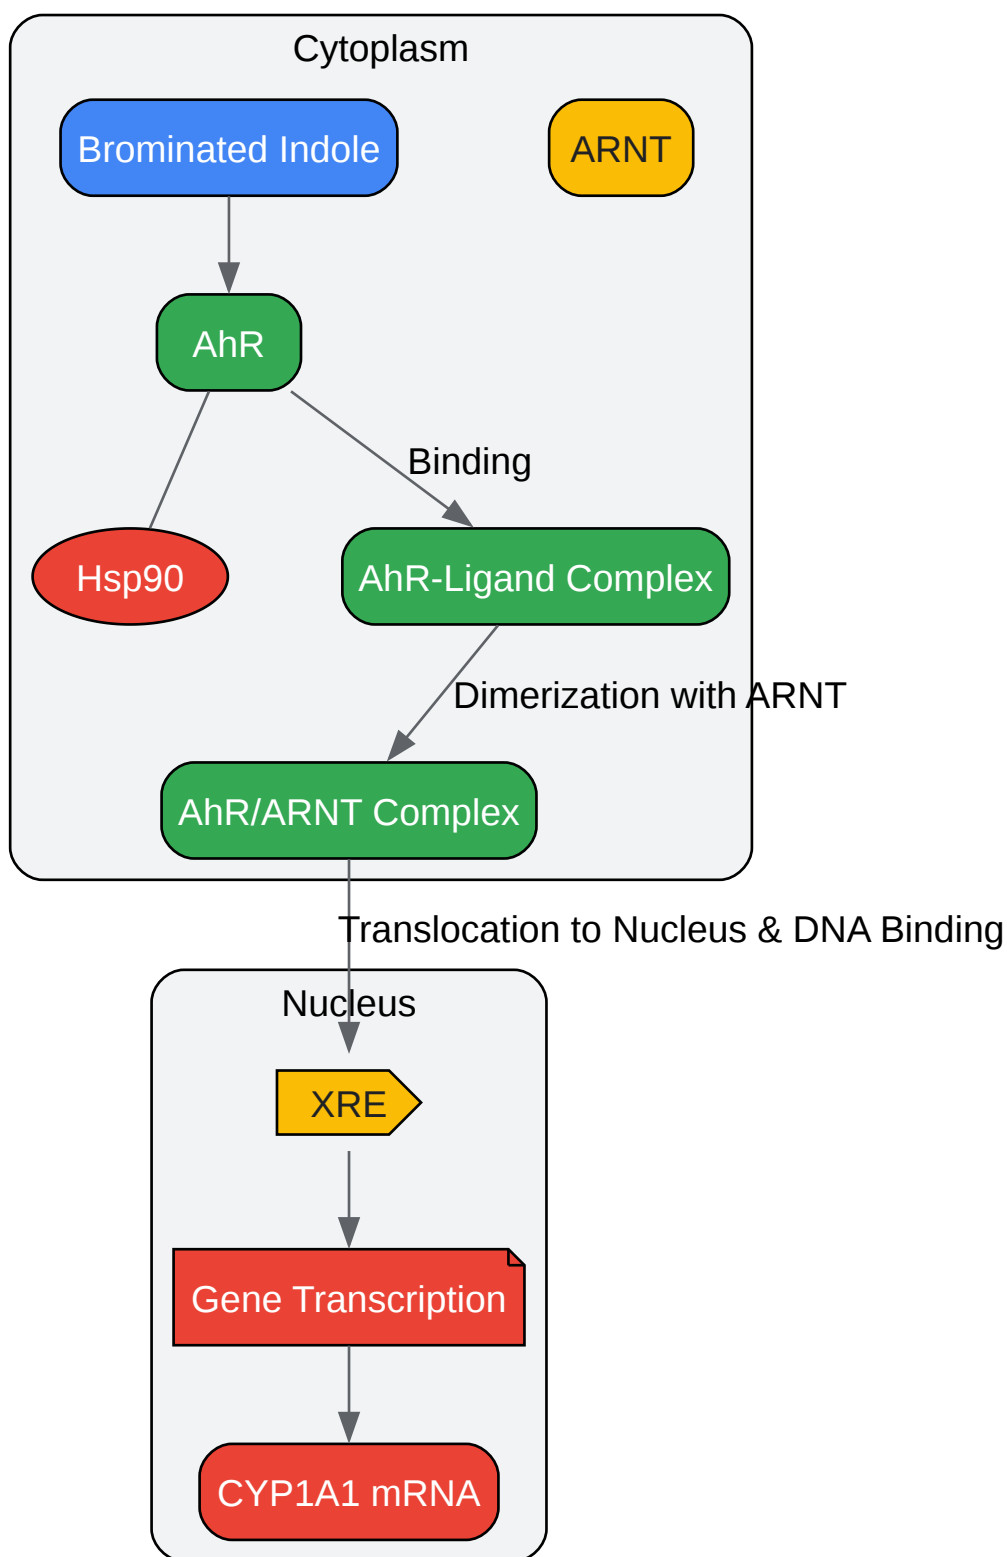 Cytoplasm
Brominated Indole
ARNT
AhR
Binding
Hsp90
AhR-Ligand Complex
Dimerization with ARNT
AhR/ARNT Complex
Translocation to Nucleus & DNA Binding
Nucleus
XRE
Gene Transcription
CYP1A1 mRNA